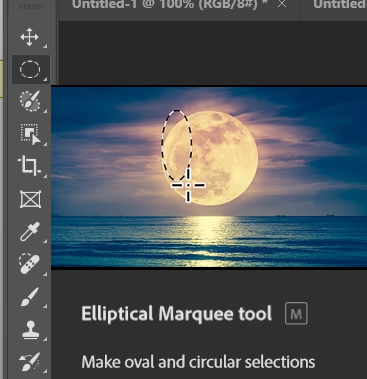 Untitled-1 @ 100% (RGB/8#) * × Untitled-
Elliptical Marquee tool M
Make oval and circular selections